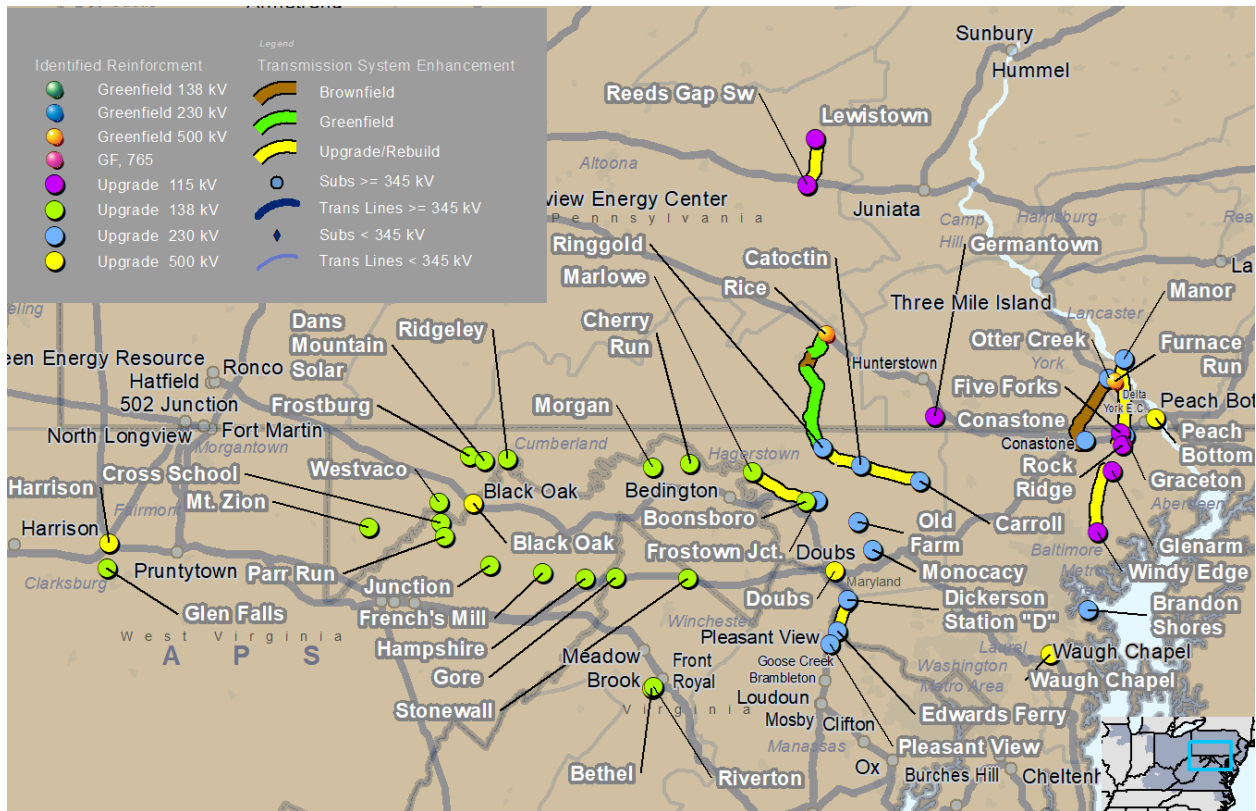 Legend
Identified Reinforcment
Greenfield 138 kV
Greenfield 230 kV
Greenfield 500 kV
GF, 765
Upgrade 115 kV
Upgrade 138 kV
Upgrade 230 kV
Upgrade 500 kV
Transmission System Enhancement
Brownfield
Greenfield
Upgrade/Rebuild
Subs >= 345 kV
Trans Lines >= 345 kV
Subs < 345 kV
Trans Lines < 345 kV
Sunbury
Hummel
Reeds Gap Sw
Lewistown
Altoona
view Energy Center
Pennsylvania
Juniata
Camp
Hill
Harrisburg
Rea
Ringgold
Marlowe
Catoctin
Germantown
Rice
Three Mile Island
La
Lancaster
Manor
eling
Dans
Mountain
Solar
Ridgeley
Cherry
Run
Hunterstown
Otter Creek
York
Furnace
Run
een Energy Resource
Ronco
Hatfield
502 Junction
Frostburg
Morgan
Five Forks
Delta
York E.C.
Peach Bot
Conastone
Conastone
North Longview
Fort Martin
Morgantown
Cumberland
Hagerstown
Peach
Bottom
Cross School
Westvaco
Rock
Ridge
Graceton
Harrison
Mt. Zion
Black Oak
Bedington
Boonsboro
Aberdeen
Fairmont
Harrison
Black Oak
Frostown Jct.
Old
Farm
Carroll
Glenarm
Pruntytown
Parr Run
Doubs
Monocacy
Baltimore
Metro
Windy Edge
Clarksburg
Junction
Maryland
Glen Falls
French's Mill
Doubs
Dickerson
Station "D"
Brandon
Shores
West Virginia
Hampshire
Winchester
Pleasant View
Laurel
Waugh Chapel
A P S
Gore
Meadow
Brook
Front
Royal
Goose Creek
Brambleton
Washington
Metro Area
Waugh Chapel
Stonewall
Virginia
Loudoun
Mosby
Clifton
Edwards Ferry
Manassas
Pleasant View
Bethel
Riverton
Ox
Burches Hill
Cheltenh